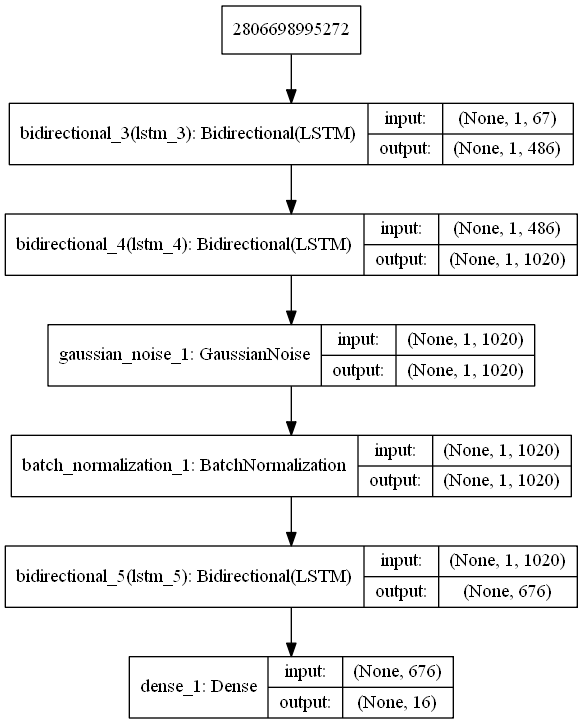 2806698995272
bidirectional_3(lstm_3): Bidirectional(LSTM)
input:
(None, 1, 67)
output:
(None, 1, 486)
bidirectional_4(lstm_4): Bidirectional(LSTM)
input:
(None, 1, 486)
output:
(None, 1, 1020)
gaussian_noise_1: GaussianNoise
input:
(None, 1, 1020)
output:
(None, 1, 1020)
batch_normalization_1: BatchNormalization
input:
(None, 1, 1020)
output:
(None, 1, 1020)
bidirectional_5(lstm_5): Bidirectional(LSTM)
input:
(None, 1, 1020)
output:
(None, 676)
dense_1: Dense
input:
(None, 676)
output:
(None, 16)